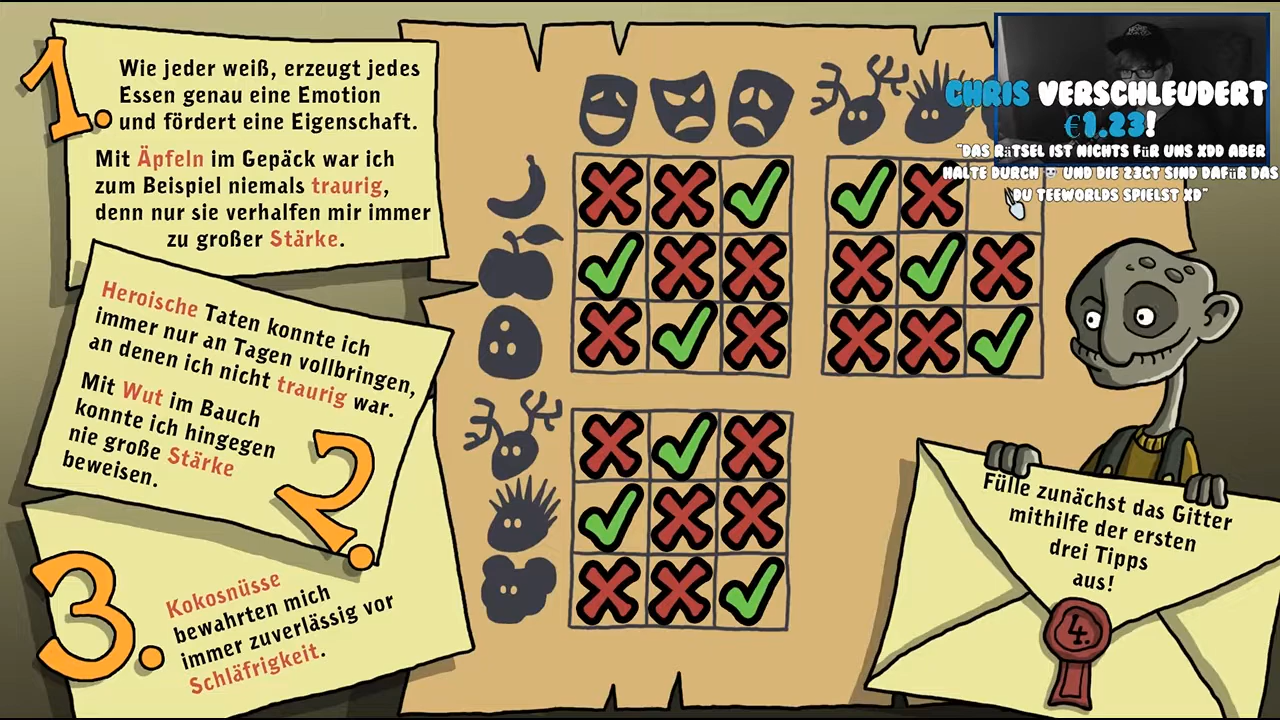 1.
Wie jeder weiß, erzeugt jedes
Essen genau eine Emotion
und fördert eine Eigenschaft.
Mit Äpfeln im Gepäck war ich
zum Beispiel niemals traurig,
denn nur sie verhalfen mir immer
zu großer Stärke.
Heroische Taten konnte ich
immer nur an Tagen vollbringen,
an denen ich nicht traurig war.
Mit Wut im Bauch
konnte ich hingegen
nie große Stärke
beweisen.
2.
3.
Kokosnüsse
bewahrten mich
immer zuverlässig vor
Schläfrigkeit.
CHRIS VERSCHLEUDERT
€1.23!
"DAS RäTSEL IST NICHTS FüR UNS XDD ABER
HALTE DURCH UND DIE 23CT SIND DAFüR DAS
DU TEEWORLDS SPIELST XD"
Fülle zunächst das Gitter
mithilfe der ersten
drei Tipps
aus!
4.